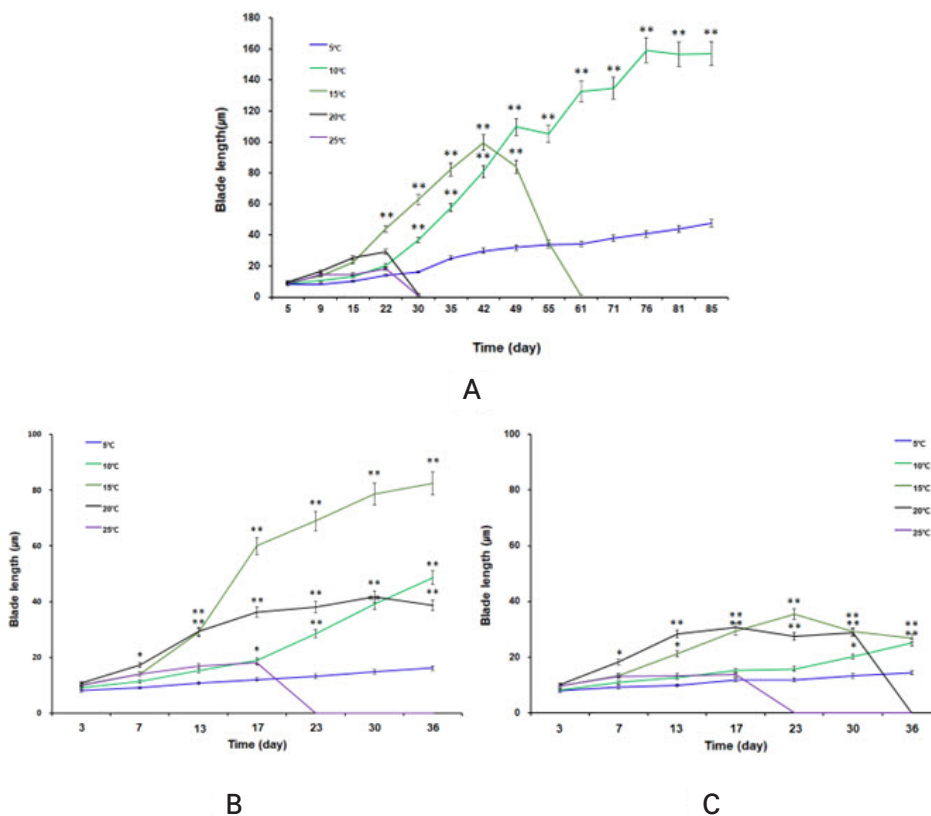 180
160
140
120
100
80
60
40
20
0
Blade length(㎛)
5℃
10℃
15℃
20℃
25℃
** ** ** ** ** ** ** ** ** ** ** ** ** ** ** **
5 9 15 22 30 35 42 49 55 61 71 76 81 85
Time (day)
A
100
80
60
40
20
0
Blade length (㎛)
5℃
10℃
15℃
20℃
25℃
* ** ** ** ** * ** ** ** ** ** ** ** **
3 7 13 17 23 30 36
Time (day)
B
100
80
60
40
20
0
Blade length (㎛)
5℃
10℃
15℃
20℃
25℃
* ** * ** ** ** ** ** ** * ** **
3 7 13 17 23 30 36
Time (day)
C